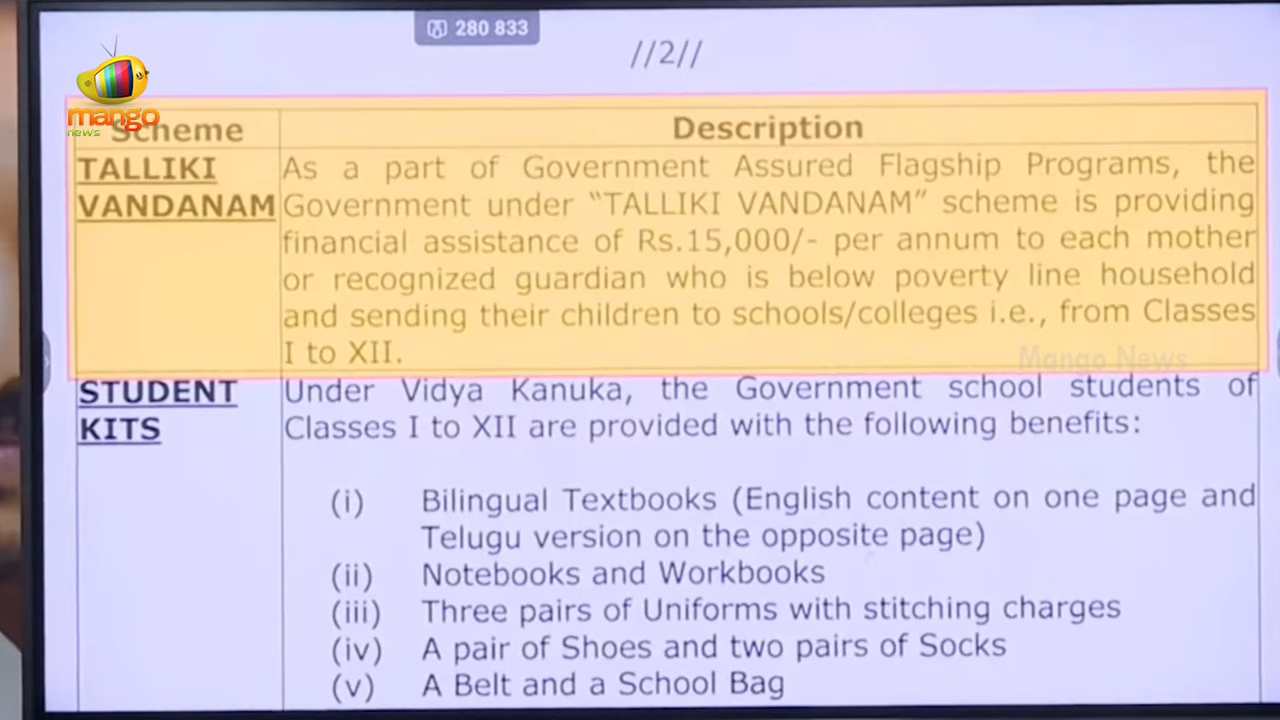 280 833
//2//
mango
news
Scheme
Description
TALLIKI
VANDANAM
As a part of Government Assured Flagship Programs, the
Government under “TALLIKI VANDANAM” scheme is providing
financial assistance of Rs.15,000/- per annum to each mother
or recognized guardian who is below poverty line household
and sending their children to schools/colleges i.e., from Classes
I to XII.
Mango News
STUDENT
KITS
Under Vidya Kanuka, the Government school students of
Classes I to XII are provided with the following benefits:
(i) Bilingual Textbooks (English content on one page and
Telugu version on the opposite page)
(ii) Notebooks and Workbooks
(iii) Three pairs of Uniforms with stitching charges
(iv) A pair of Shoes and two pairs of Socks
(v) A Belt and a School Bag